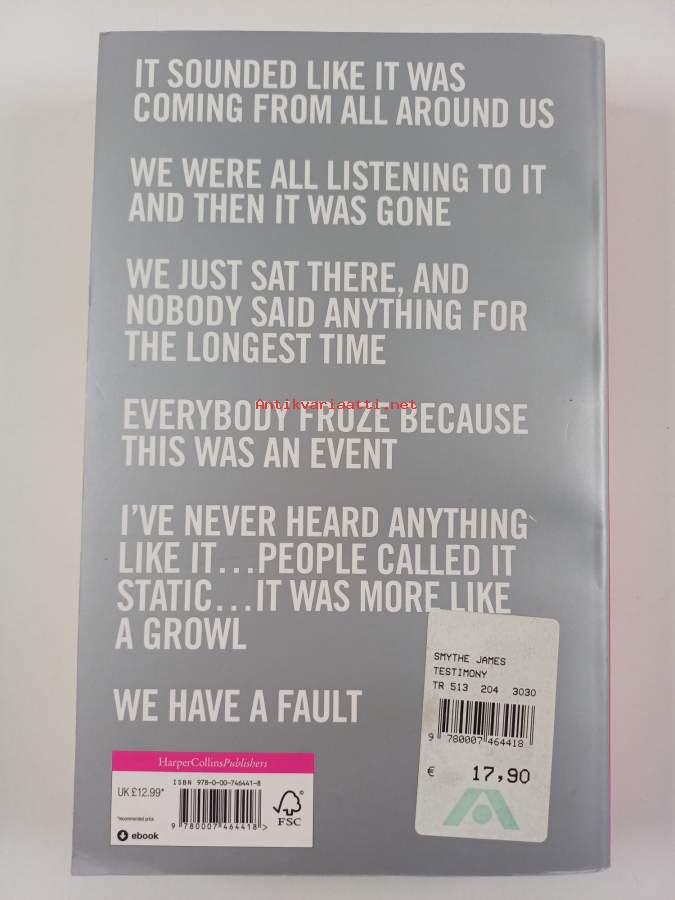 IT SOUNDED LIKE IT WAS
COMING FROM ALL AROUND US
WE WERE ALL LISTENING TO IT
AND THEN IT WAS GONE
WE JUST SAT THERE, AND
NOBODY SAID ANYTHING FOR
THE LONGEST TIME
Antikvariaatti.net
EVERYBODY FROZE BECAUSE
THIS WAS AN EVENT
I'VE NEVER HEARD ANYTHING
LIKE IT...PEOPLE CALLED IT
STATIC...IT WAS MORE LIKE
A GROWL
WE HAVE A FAULT
SMYTHE JAMES
TESTIMONY
TR 513 204 3030
9 780007 464418
€ 17,90
HarperCollinsPublishers
ISBN 978-0-00-746441-8
UK £12.99*
*recommended price
ebook
9 780007 464418 >
FSC